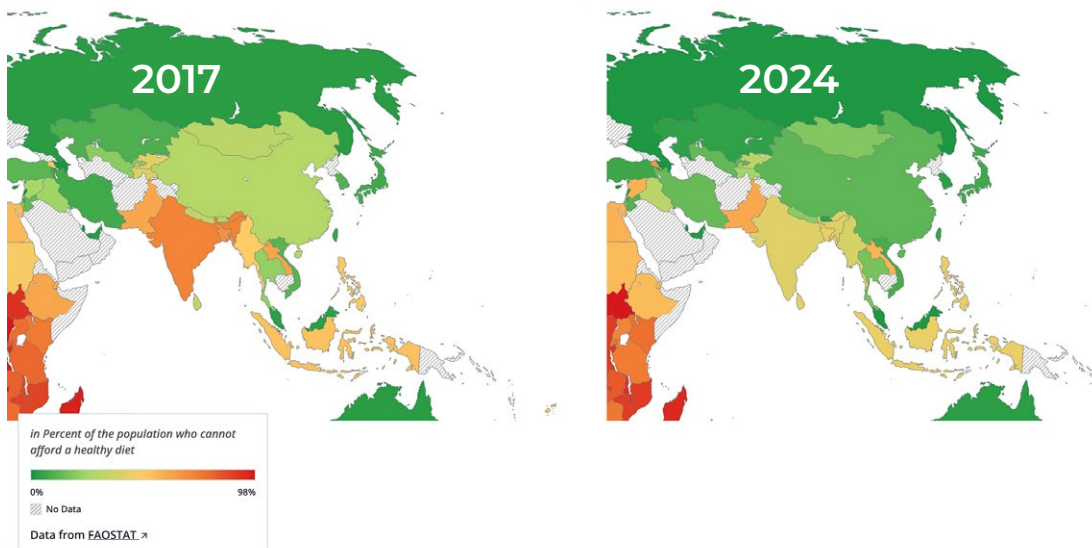 2017
2024
in Percent of the population who cannot
afford a healthy diet
0%
98%
No Data
Data from FAOSTAT ↗